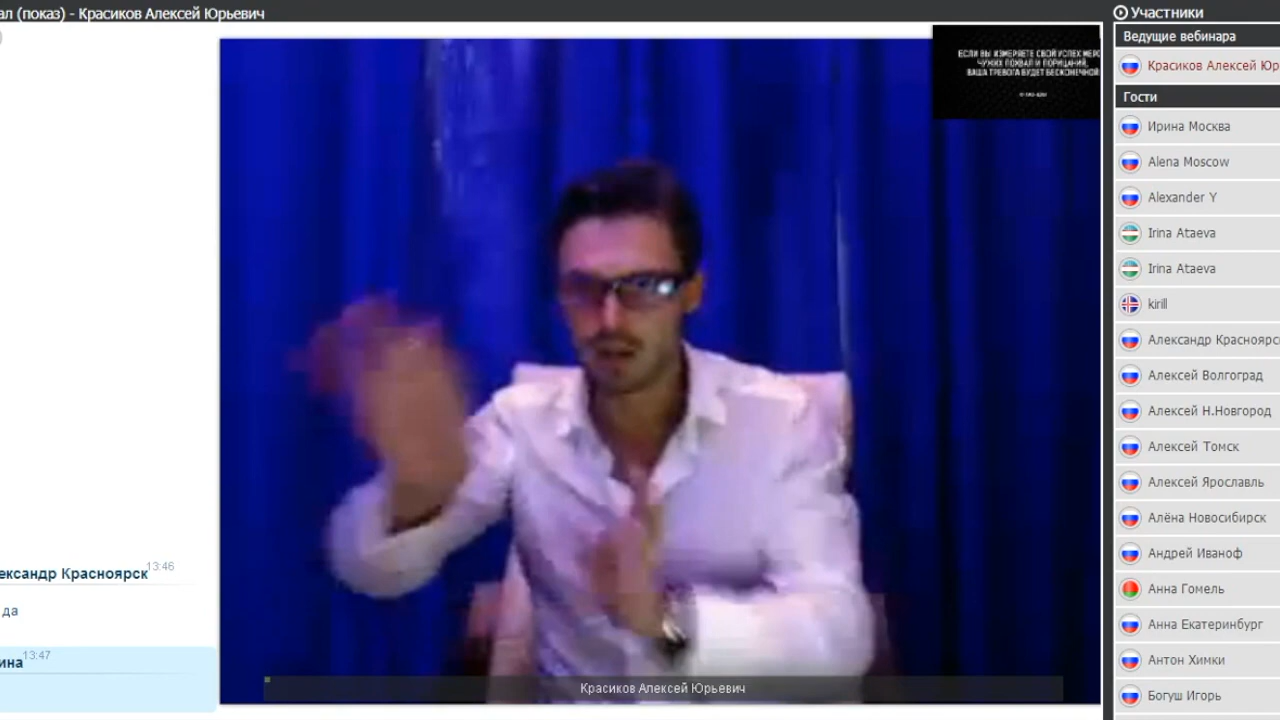 ал (показ) - Красиков Алексей Юрьевич
ЕСЛИ ВЫ ИЗМЕРЯЕТЕ СВОЙ УСПЕХ МЕРО
ЧУЖИХ ПОХВАЛ И ПОРИЦАНИЙ,
ВАША ТРЕВОГА БУДЕТ БЕСКОНЕЧНОЙ
ександр Красноярск 13:46
да
ина 13:47
Красиков Алексей Юрьевич
Участники
Ведущие вебинара
Красиков Алексей Юр
Гости
Ирина Москва
Alena Moscow
Alexander Y
Irina Ataeva
Irina Ataeva
kirill
Александр Красноярс
Алексей Волгоград
Алексей Н.Новгород
Алексей Томск
Алексей Ярославль
Алёна Новосибирск
Андрей Иваноф
Анна Гомель
Анна Екатеринбург
Антон Химки
Богуш Игорь